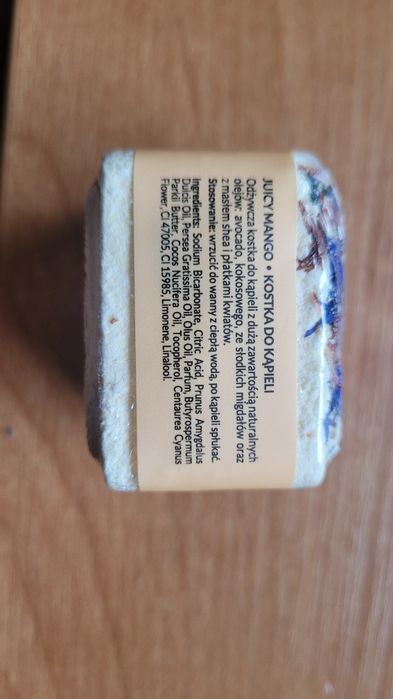 JUICY MANGO • KOSTKA DO KĄPIELI
Odżywcza kostka do kąpieli z dużą zawartością naturalnych
olejów: avocado, kokosowego, ze słodkich migdałów oraz
z masłem shea i płatkami kwiatów.
Stosowanie: wrzucić do wanny z ciepłą wodą, po kąpieli spłukać.
Ingredients: Sodium Bicarbonate, Citric Acid, Prunus Amygdalus
Dulcis Oil, Persea Gratissima Oil, Olus Oil, Parfum, Butyrospermum
Parkii Butter, Cocos Nucifera Oil, Tocopherol, Centaurea Cyanus
Flower, CI 47005, CI 15985, Limonene, Linalool.